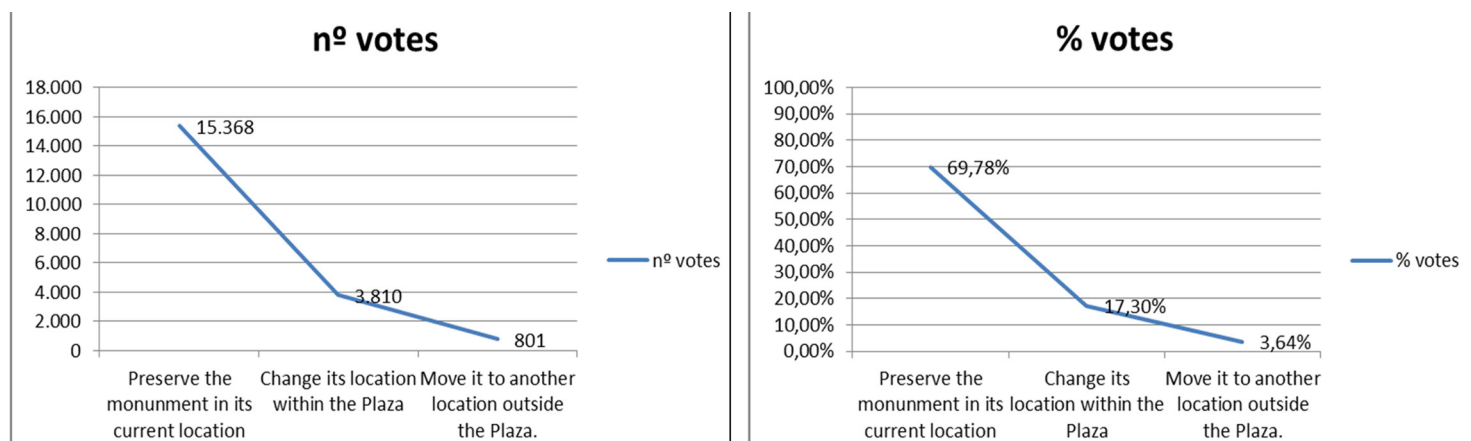 nº votes
18.000
16.000
14.000
12.000
10.000
8.000
6.000
4.000
2.000
0
15.368
3.810
801
Preserve the
monunment in its
current location
Change its location
within the Plaza
Move it to another
location outside
the Plaza.
nº votes
% votes
100,00%
90,00%
80,00%
70,00%
60,00%
50,00%
40,00%
30,00%
20,00%
10,00%
0,00%
69,78%
17,30%
3,64%
Preserve the
monunment in its
current location
Change its
location within the
Plaza
Move it to another
location outside
the Plaza.
% votes